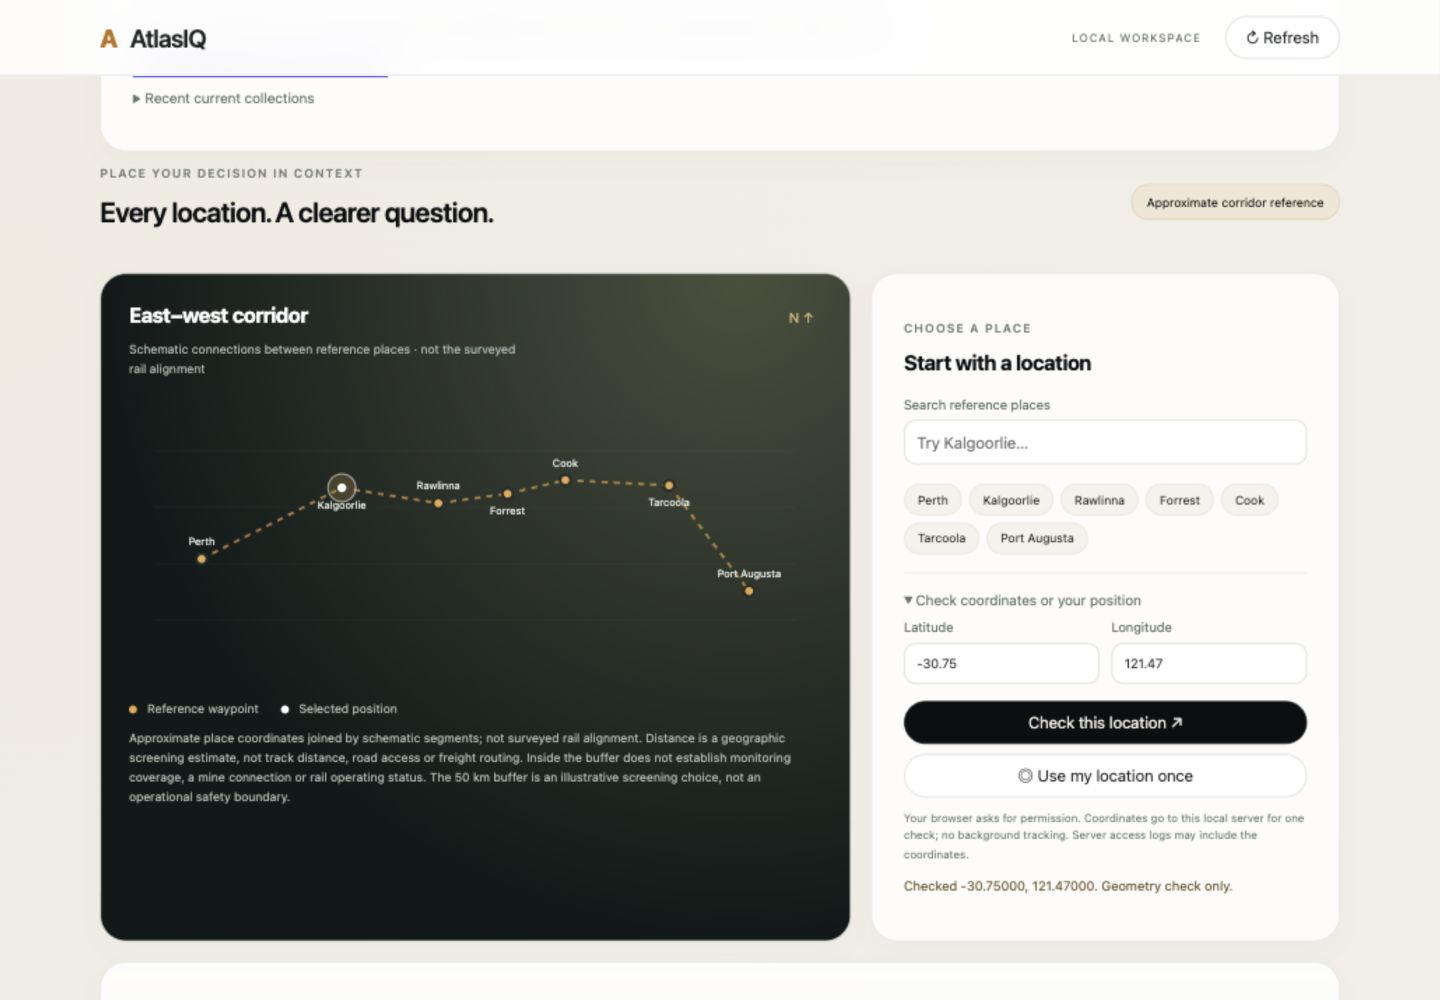 A AtlasIQ
LOCAL WORKSPACE
↻ Refresh
▶ Recent current collections
PLACE YOUR DECISION IN CONTEXT
Every location. A clearer question.
Approximate corridor reference
East–west corridor
N ↑
Schematic connections between reference places · not the surveyed
rail alignment
Cook
Rawlinna
Kalgoorlie
Forrest
Tarcoola
Perth
Port Augusta
Reference waypoint
Selected position
Approximate place coordinates joined by schematic segments; not surveyed rail alignment. Distance is a geographic
screening estimate, not track distance, road access or freight routing. Inside the buffer does not establish monitoring
coverage, a mine connection or rail operating status. The 50 km buffer is an illustrative screening choice, not an
operational safety boundary.
CHOOSE A PLACE
Start with a location
Search reference places
Try Kalgoorlie...
Perth
Kalgoorlie
Rawlinna
Forrest
Cook
Tarcoola
Port Augusta
▼ Check coordinates or your position
Latitude
Longitude
-30.75
121.47
Check this location ↗
◎ Use my location once
Your browser asks for permission. Coordinates go to this local server for one
check; no background tracking. Server access logs may include the
coordinates.
Checked -30.75000, 121.47000. Geometry check only.